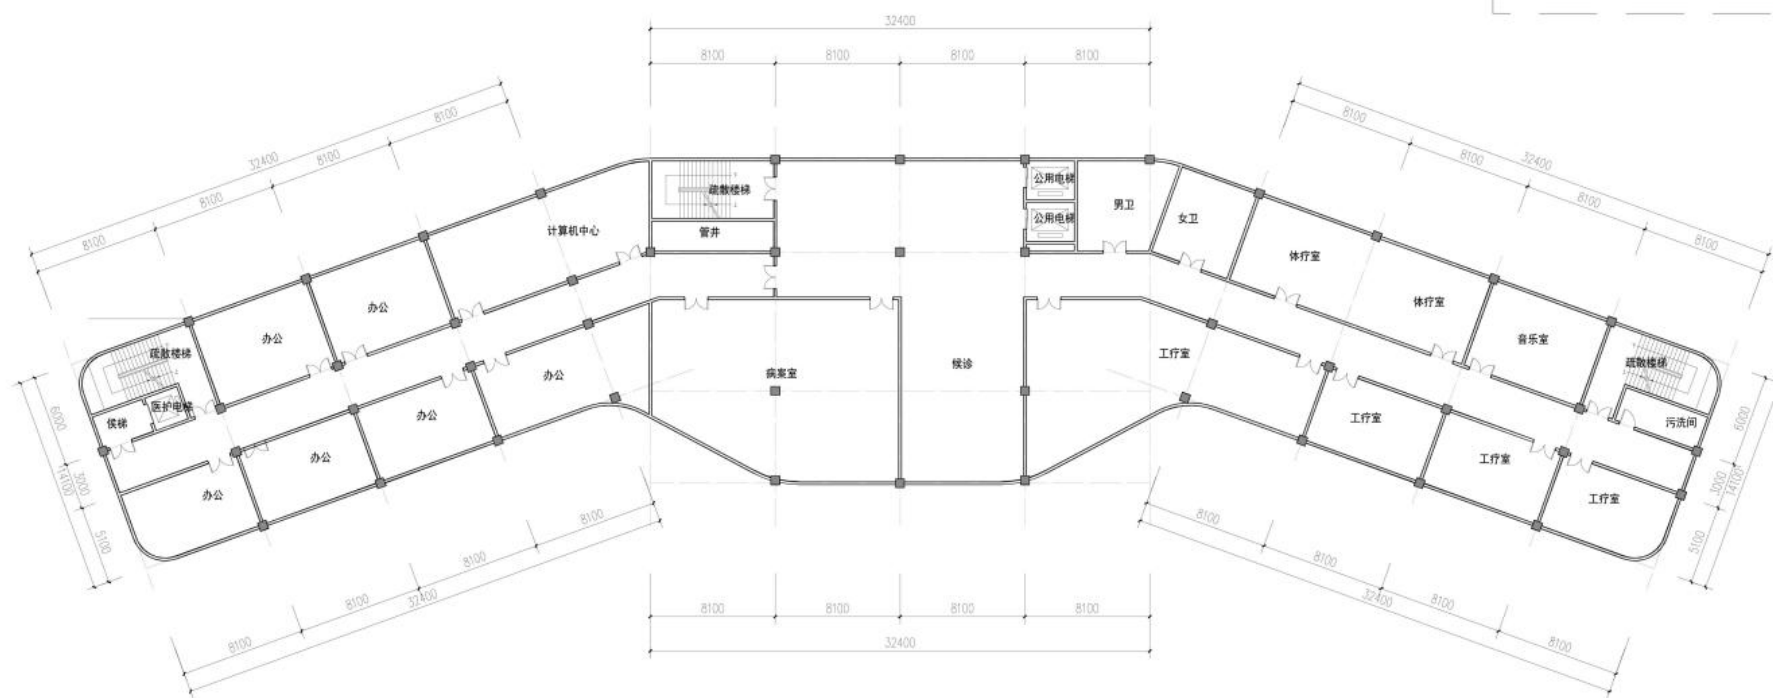 32400
8100
8100
8100
8100
32400
8100
8100
8100
8100
32400
8100
8100
8100
8100
疏散楼梯
管井
计算机中心
公用电梯
公用电梯
男卫
女卫
体疗室
体疗室
音乐室
疏散楼梯
污洗间
办公
办公
疏散楼梯
医护电梯
侯梯
办公
办公
办公
办公
病案室
候诊
工疗室
工疗室
工疗室
工疗室
6000
3000
14100
5100
6000
3000
14100
5100
8100
8100
8100
8100
32400
8100
8100
8100
8100
32400
8100
8100
8100
8100
32400